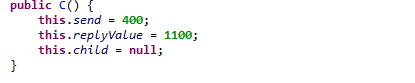 public C() {
    this.send = 400;
    this.replyValue = 1100;
    this.child = null;
}